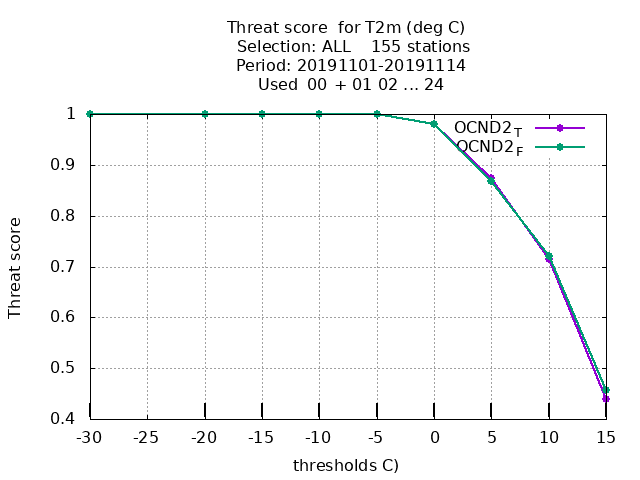 Threat score  for T2m (deg C)
Selection: ALL    155 stations
Period: 20191101-20191114
Used  00 + 01 02 ... 24
OCND2_T
OCND2_F
Threat score
1
0.9
0.8
0.7
0.6
0.5
0.4
-30 -25 -20 -15 -10 -5 0 5 10 15
thresholds C)